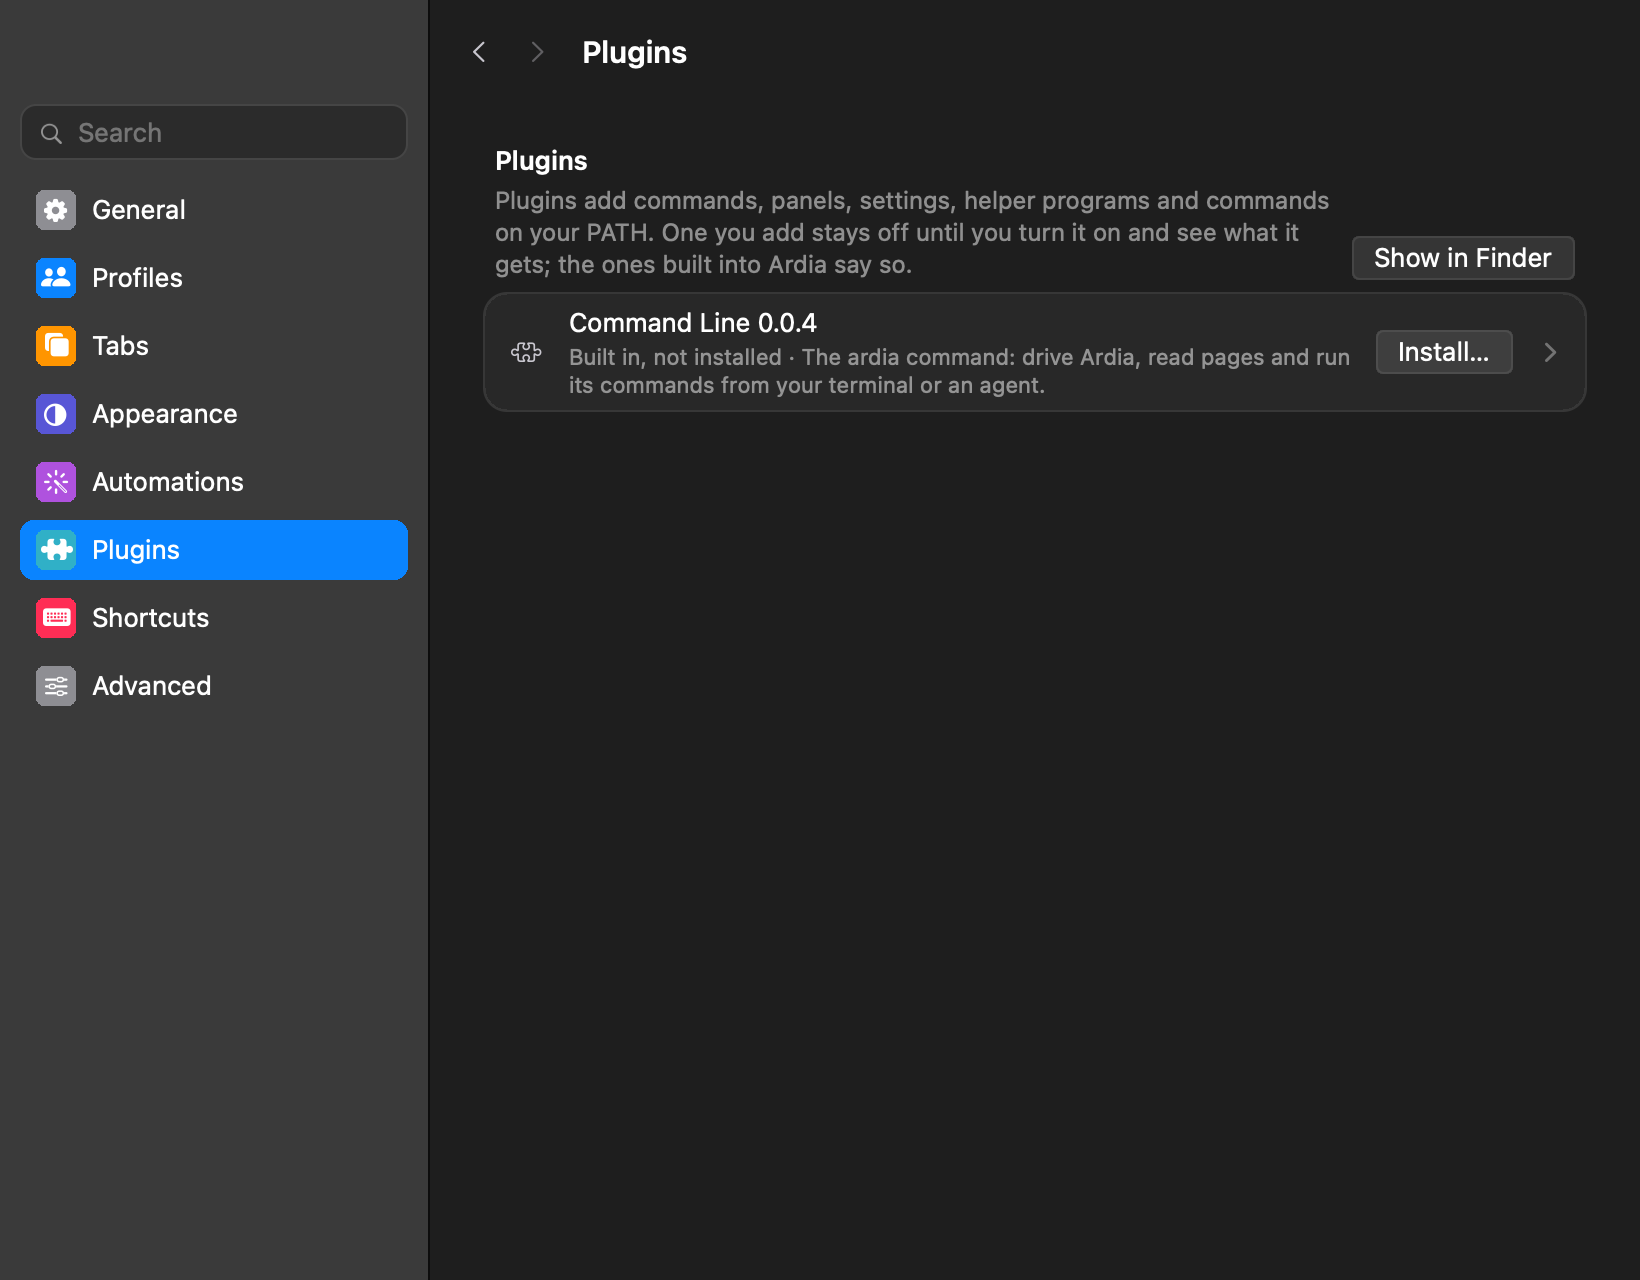 Plugins
Search
General
Profiles
Tabs
Appearance
Automations
Plugins
Shortcuts
Advanced
Plugins
Plugins add commands, panels, settings, helper programs and commands
on your PATH. One you add stays off until you turn it on and see what it
gets; the ones built into Ardia say so.
Show in Finder
Command Line 0.0.4
Built in, not installed · The ardia command: drive Ardia, read pages and run
its commands from your terminal or an agent.
Install...